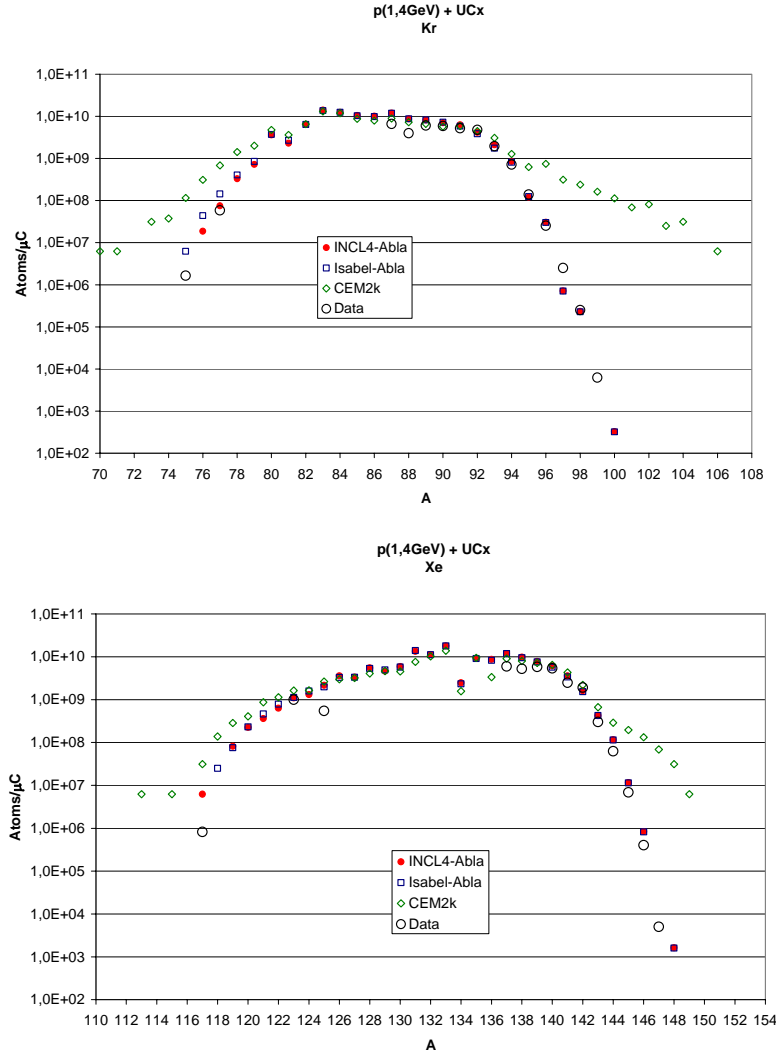 p(1,4GeV) + UCx
Kr
1,0E+11
1,0E+10
1,0E+09
1,0E+08
1,0E+07
1,0E+06
1,0E+05
1,0E+04
1,0E+03
1,0E+02
Atoms/μC
INCL4-Abla
Isabel-Abla
CEM2k
Data
70 72 74 76 78 80 82 84 86 88 90 92 94 96 98 100 102 104 106 108
A
p(1,4GeV) + UCx
Xe
1,0E+11
1,0E+10
1,0E+09
1,0E+08
1,0E+07
1,0E+06
1,0E+05
1,0E+04
1,0E+03
1,0E+02
Atoms/μC
INCL4-Abla
Isabel-Abla
CEM2k
Data
110 112 114 116 118 120 122 124 126 128 130 132 134 136 138 140 142 144 146 148 150 152 154
A